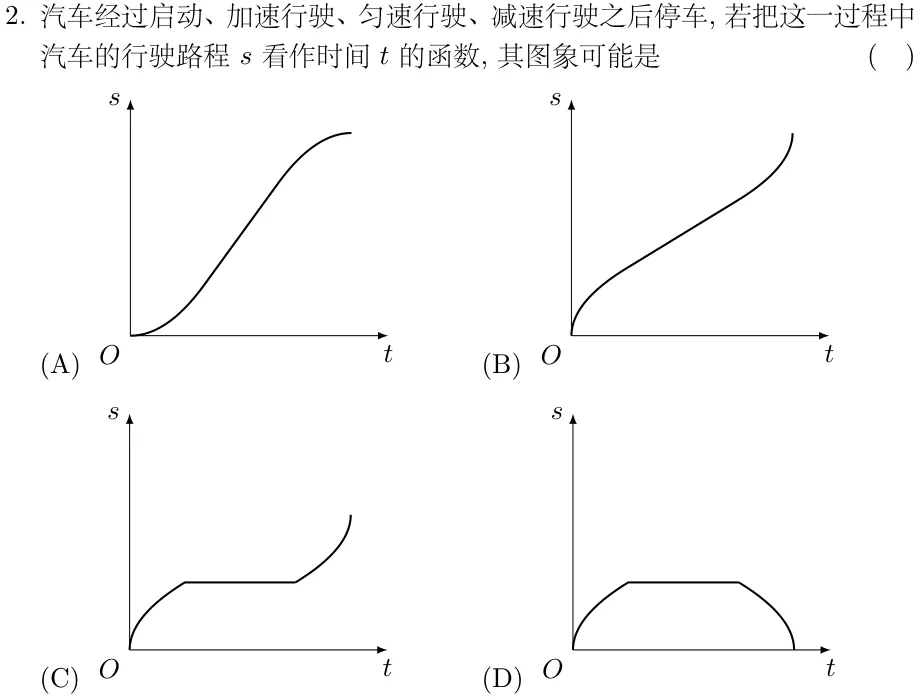 2. 汽车经过启动、加速行驶、匀速行驶、减速行驶之后停车, 若把这一过程中
汽车的行驶路程 s 看作时间 t 的函数, 其图象可能是 ( )
s
s
O
t
O
t
(A)
(B)
s
s
O
t
O
t
(C)
(D)